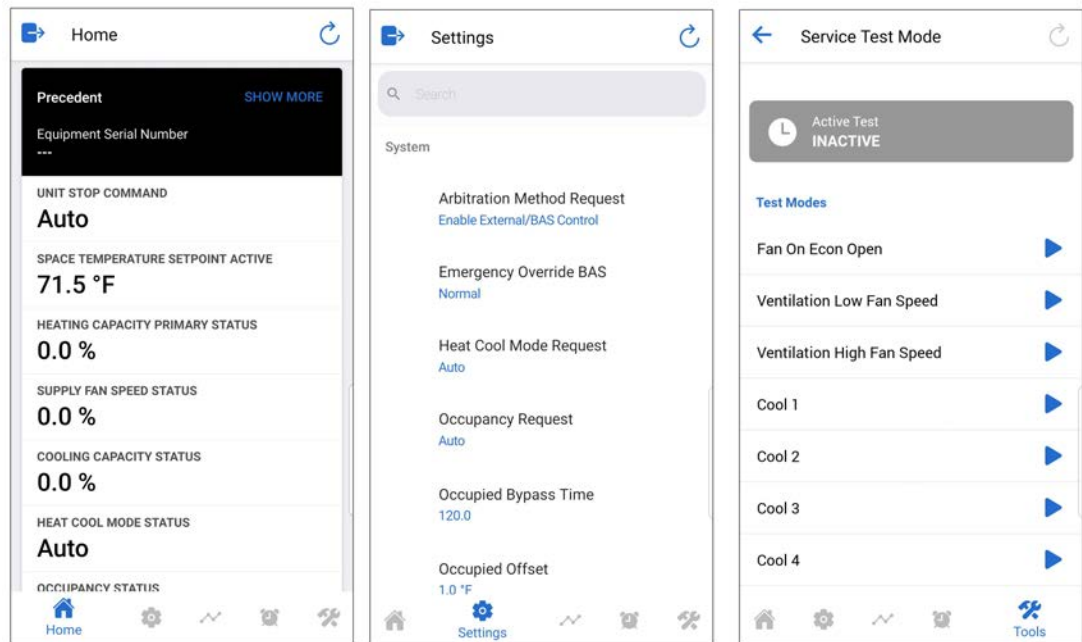 Home
Precedent
SHOW MORE
Equipment Serial Number
---
UNIT STOP COMMAND
Auto
SPACE TEMPERATURE SETPOINT ACTIVE
71.5 °F
HEATING CAPACITY PRIMARY STATUS
0.0 %
SUPPLY FAN SPEED STATUS
0.0 %
COOLING CAPACITY STATUS
0.0 %
HEAT COOL MODE STATUS
Auto
OCCUPANCY STATUS
Home
Settings
Search
System
Arbitration Method Request
Enable External/BAS Control
Emergency Override BAS
Normal
Heat Cool Mode Request
Auto
Occupancy Request
Auto
Occupied Bypass Time
120.0
Occupied Offset
1.0 °F
Settings
Service Test Mode
Active Test
INACTIVE
Test Modes
Fan On Econ Open
Ventilation Low Fan Speed
Ventilation High Fan Speed
Cool 1
Cool 2
Cool 3
Cool 4
Tools